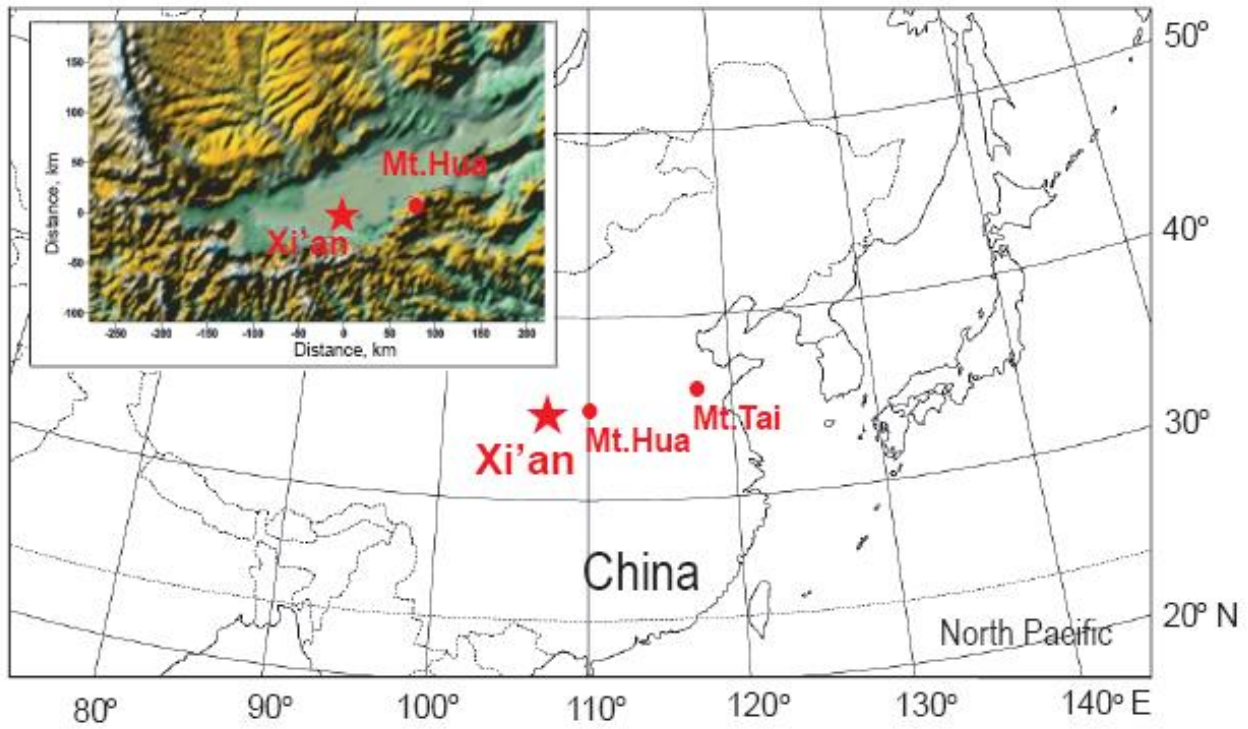 150
100
50
0
-50
-100
Distance, km
Mt.Hua
Xi'an
-250 -200 -150 -100 -50 0 50 100 150 200
Distance, km
50°
40°
30°
20° N
Mt.Tai
Mt.Hua
Xi'an
China
North Paeific
80° 90° 100° 110° 120° 130° 140° E